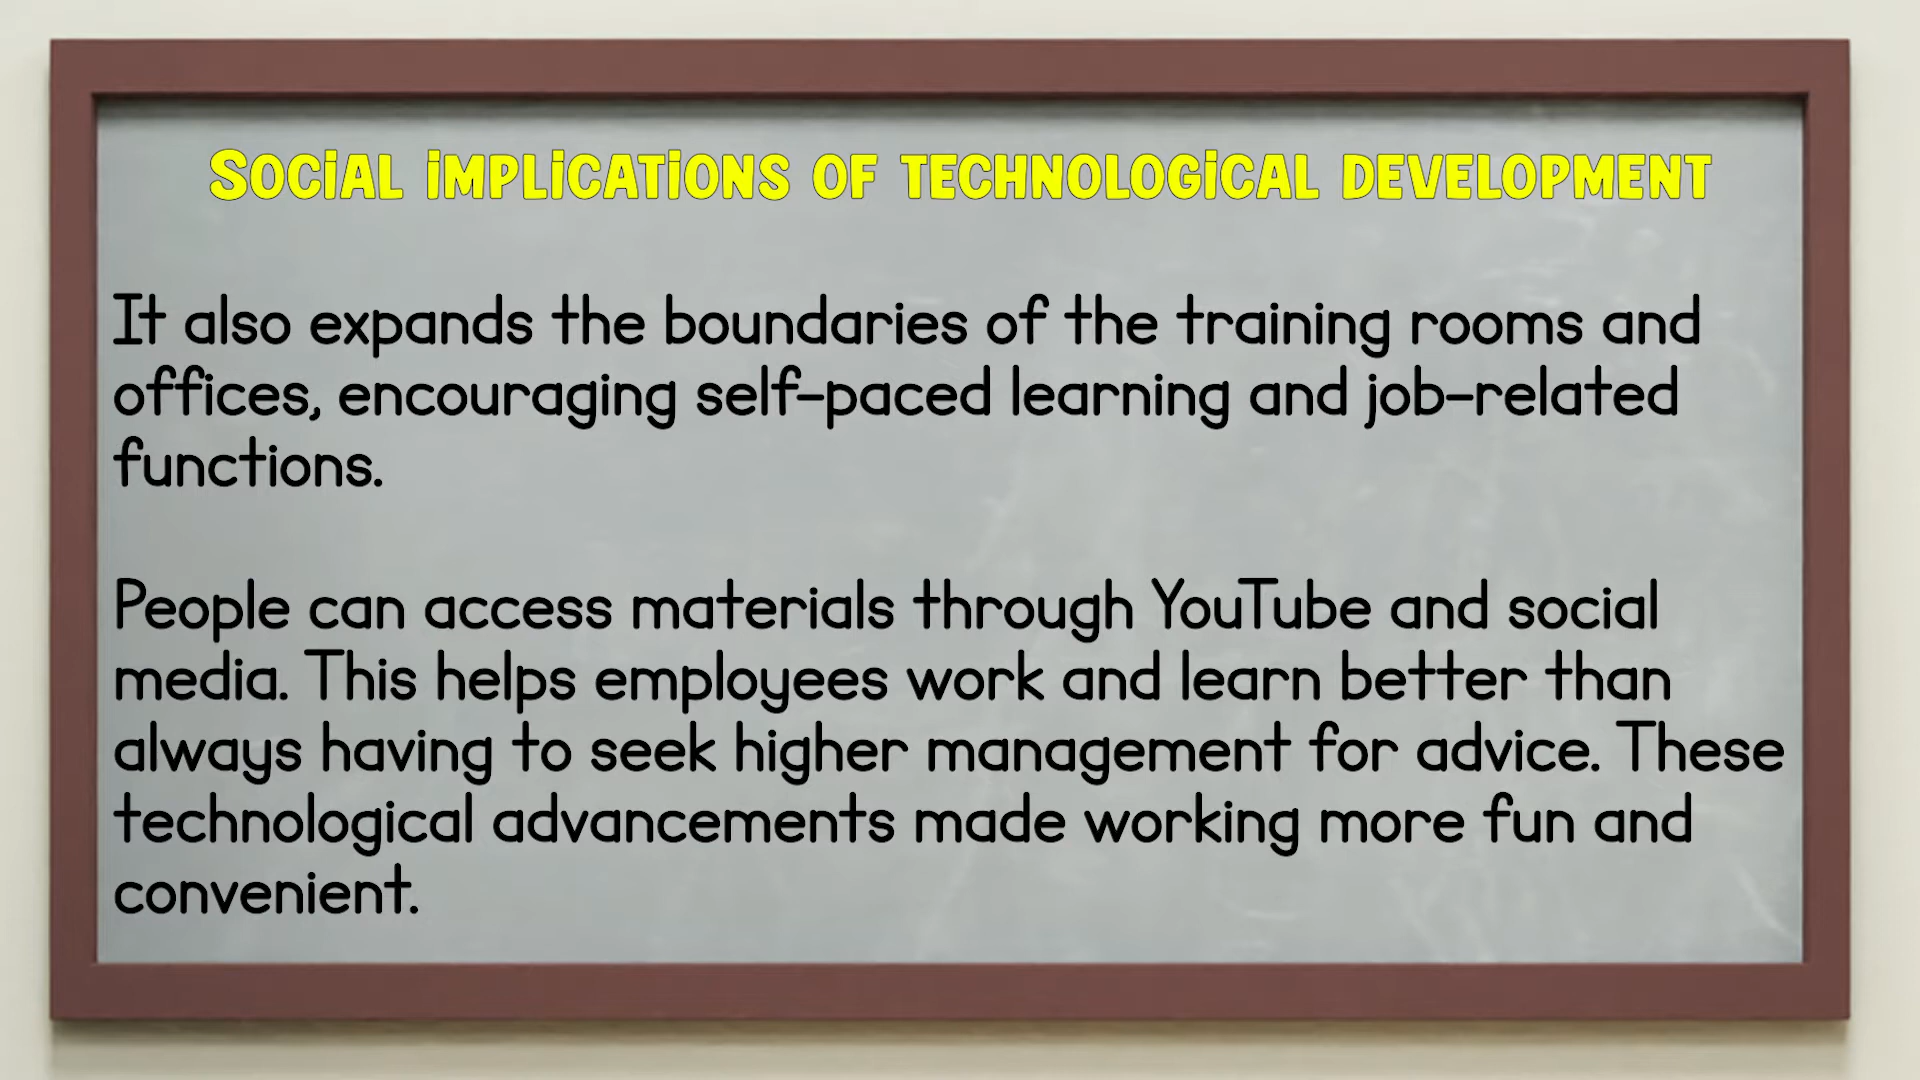 Social implications of technological development
It also expands the boundaries of the training rooms and
offices, encouraging self-paced learning and job-related
functions.
People can access materials through YouTube and social
media. This helps employees work and learn better than
always having to seek higher management for advice. These
technological advancements made working more fun and
convenient.